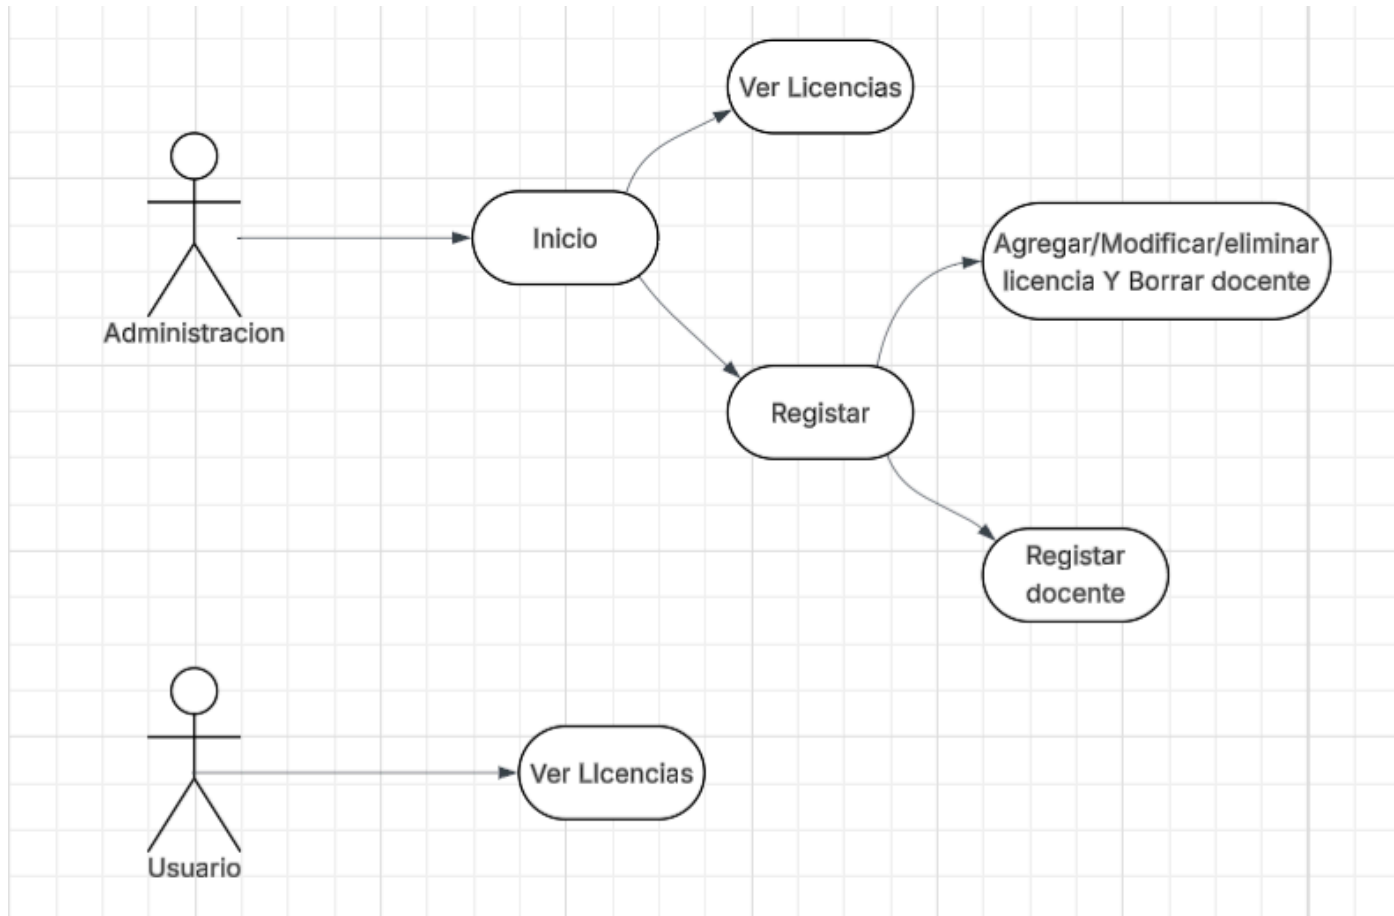 Ver Licencias
Inicio
Administracion
Agregar/Modificar/eliminar
licencia Y Borrar docente
Registar
Registar
docente
Ver LIcencias
Usuario